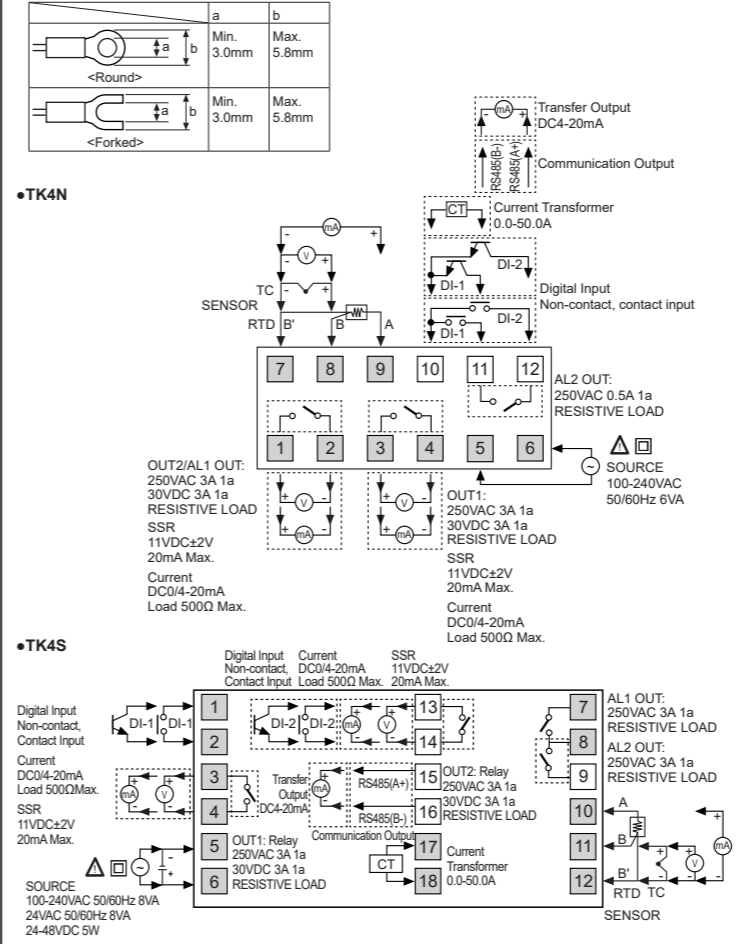 a b
a b Min. 3.0mm Max. 5.8mm
<Round>
a b Min. 3.0mm Max. 5.8mm
<Forked>
●TK4N
- mA + Transfer Output
DC4-20mA
RS485(B-) RS485(A+) Communication Output
CT Current Transformer
0.0-50.0A
DI-1 DI-2
Digital Input
Non-contact, contact input
DI-1 DI-2
- mA +
- V +
TC - +
SENSOR
RTD B' B A
7 8 9 10 11 12
AL2 OUT:
250VAC 0.5A 1a
RESISTIVE LOAD
1 2 3 4 5 6
SOURCE
100-240VAC
50/60Hz 6VA
+ V -
+ mA -
+ V -
+ mA -
OUT2/AL1 OUT:
250VAC 3A 1a
30VDC 3A 1a
RESISTIVE LOAD
SSR
11VDC±2V
20mA Max.
Current
DC0/4-20mA
Load 500Ω Max.
OUT1:
250VAC 3A 1a
30VDC 3A 1a
RESISTIVE LOAD
SSR
11VDC±2V
20mA Max.
Current
DC0/4-20mA
Load 500Ω Max.
●TK4S
Digital Input
Non-contact,
Contact Input
Current
DC0/4-20mA
Load 500Ω Max.
SSR
11VDC±2V
20mA Max.
Digital Input
Non-contact,
Contact Input
DI-1 DI-1
1
2
DI-2 DI-2
+ mA -
+ V -
13
14
Current
DC0/4-20mA
Load 500ΩMax.
SSR
11VDC±2V
20mA Max.
+ mA -
+ V -
3
4
Transfer
Output
DC4-20mA
+ mA -
RS485(A+)
RS485(B-)
Communication Output
15
16
OUT2: Relay
250VAC 3A 1a
30VDC 3A 1a
RESISTIVE LOAD
~ - +
5
6
SOURCE
100-240VAC 50/60Hz 8VA
24VAC 50/60Hz 8VA
24-48VDC 5W
OUT1: Relay
250VAC 3A 1a
30VDC 3A 1a
RESISTIVE LOAD
CT
17
18
Current
Transformer
0.0-50.0A
7
8
9
AL1 OUT:
250VAC 3A 1a
RESISTIVE LOAD
AL2 OUT:
250VAC 3A 1a
RESISTIVE LOAD
10
11
12
A
B
B'
RTD TC
+ V -
+ mA -
SENSOR